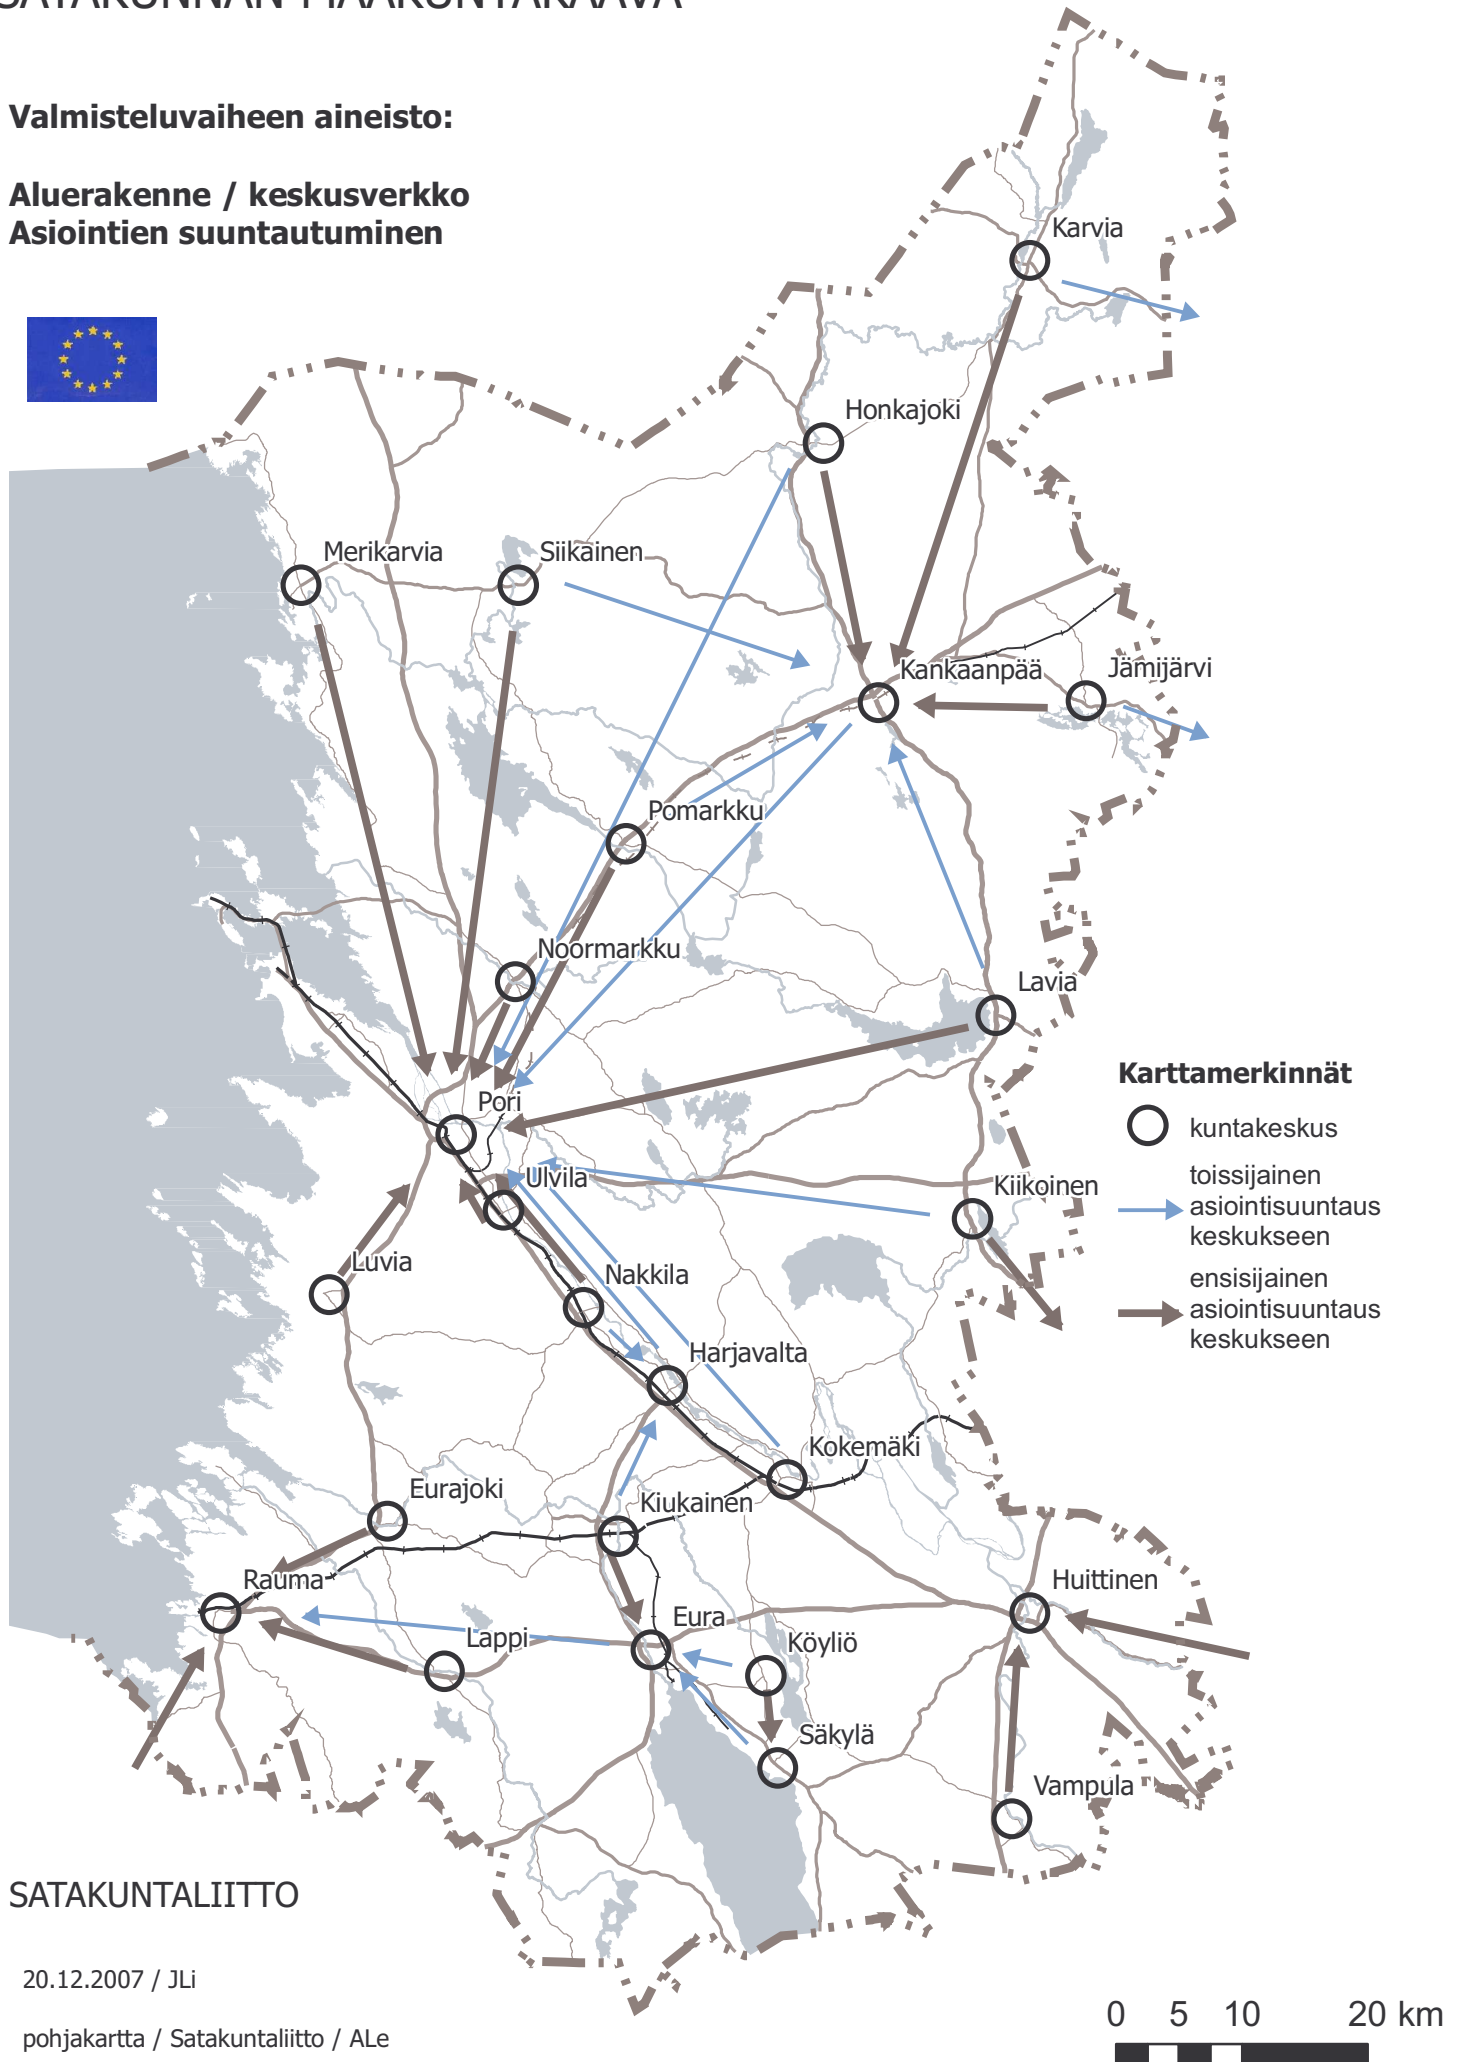 SATAKUNNAN MAAKUNTAKAAVA
Valmisteluvaiheen aineisto:
Aluerakenne / keskusverkko
Asiointien suuntautuminen
Karvia
Honkajoki
Merikarvia
Siikainen
Kankaanpää
Jämijärvi
Pomarkku
Noormarkku
Lavia
Pori
Ulvila
Kiikoinen
Luvia
Nakkila
Harjavalta
Kokemäki
Eurajoki
Kiukainen
Rauma
Huittinen
Lappi
Eura
Köyliö
Säkylä
Vampula
Karttamerkinnät
kuntakeskus
toissijainen
asiointisuuntaus
keskukseen
ensisijainen
asiointisuuntaus
keskukseen
SATAKUNTALIITTO
20.12.2007 / JLi
pohjakartta / Satakuntaliitto / ALe
0 5 10 20 km